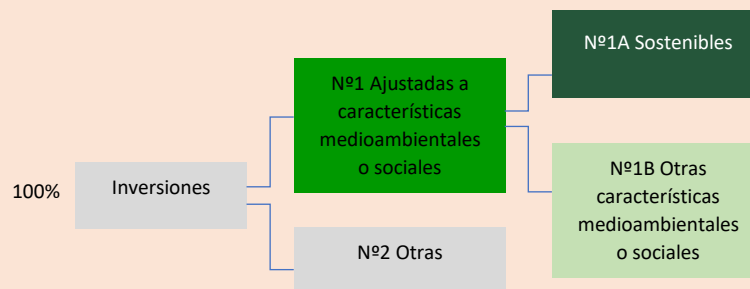 100%
Inversiones
Nº1 Ajustadas a
características
medioambientales
o sociales
Nº2 Otras
Nº1A Sostenibles
Nº1B Otras
características
medioambientales
o sociales